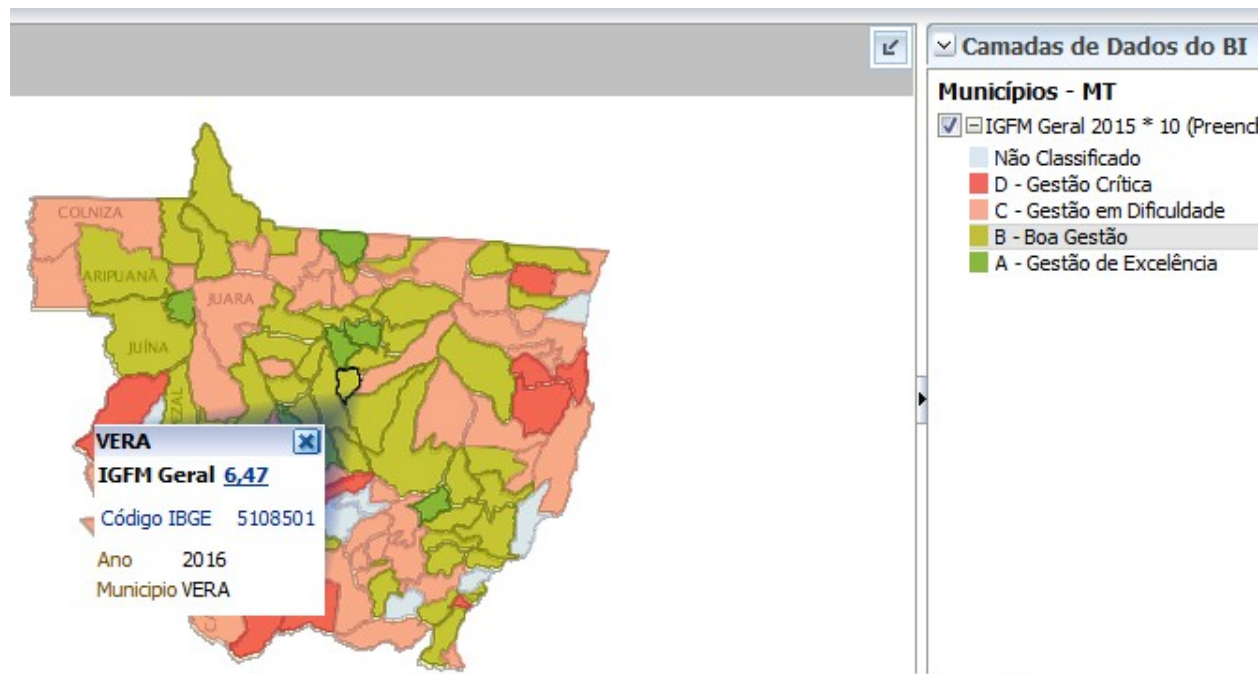 Camadas de Dados do BI
Municípios - MT
IGFM Geral 2015 * 10 (Preencl
Não Classificado
D - Gestão Crítica
C - Gestão em Dificuldade
B - Boa Gestão
A - Gestão de Excelência
COLNIZA
ARIPUANÃ
JUARA
JUÍNA
EZAL
VERA
IGFM Geral 6,47
Código IBGE 5108501
Ano 2016
Municipio VERA